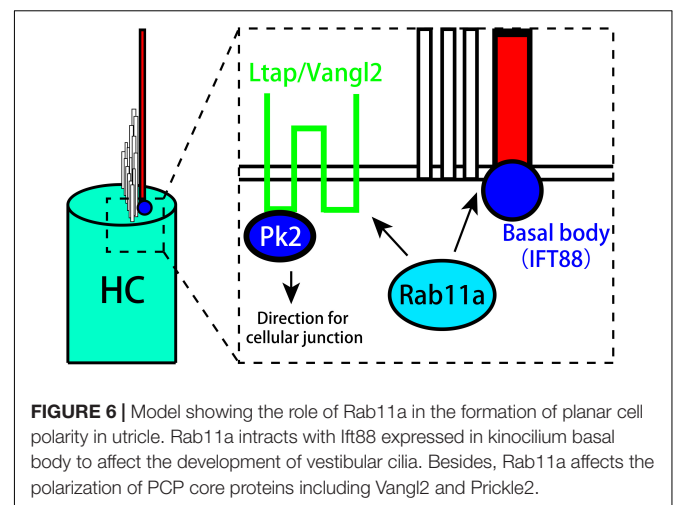 Ltap/Vangl2
Pk2
Basal body
(IFT88)
HC
Rab11a
Direction for
cellular junction
FIGURE 6 | Model showing the role of Rab11a in the formation of planar cell
polarity in utricle. Rab11a intracts with Ift88 expressed in kinocilium basal
body to affect the development of vestibular cilia. Besides, Rab11a affects the
polarization of PCP core proteins including Vangl2 and Prickle2.